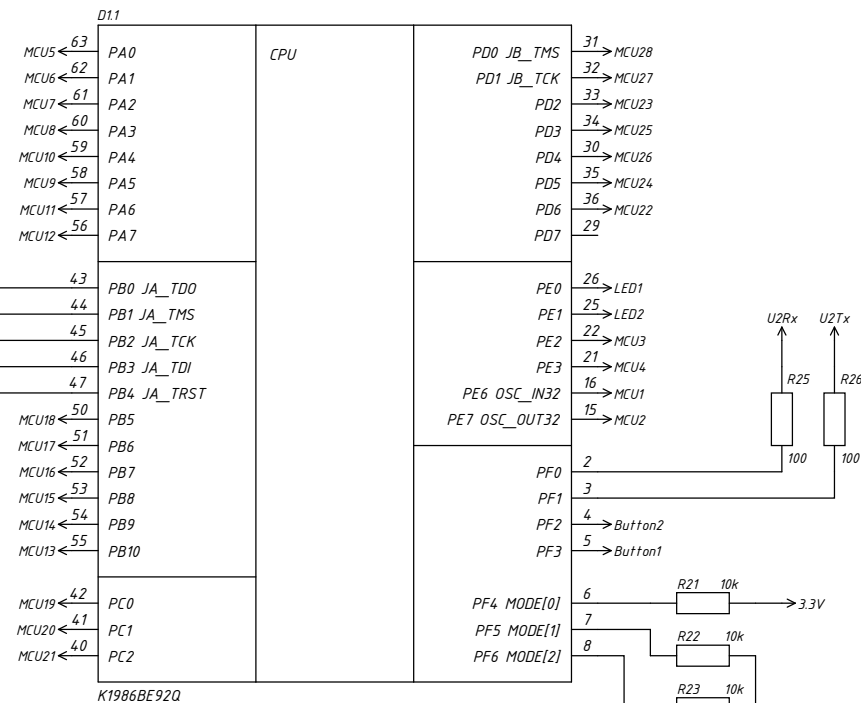 D1.1
CPU
MCU5 63 PA0
MCU6 62 PA1
MCU7 61 PA2
MCU8 60 PA3
MCU10 59 PA4
MCU9 58 PA5
MCU11 57 PA6
MCU12 56 PA7
43 PB0 JA_TDO
44 PB1 JA_TMS
45 PB2 JA_TCK
46 PB3 JA_TDI
47 PB4 JA_TRST
MCU18 50 PB5
MCU17 51 PB6
MCU16 52 PB7
MCU15 53 PB8
MCU14 54 PB9
MCU13 55 PB10
MCU19 42 PC0
MCU20 41 PC1
MCU21 40 PC2
K1986BE92Q
PD0 JB_TMS 31 MCU28
PD1 JB_TCK 32 MCU27
PD2 33 MCU23
PD3 34 MCU25
PD4 30 MCU26
PD5 35 MCU24
PD6 36 MCU22
PD7 29
PE0 26 LED1
PE1 25 LED2
PE2 22 MCU3
PE3 21 MCU4
PE6 OSC_IN32 16 MCU1
PE7 OSC_OUT32 15 MCU2
PF0 2
PF1 3
PF2 4 Button2
PF3 5 Button1
PF4 MODE[0] 6
PF5 MODE[1] 7
PF6 MODE[2] 8
U2Rx U2Tx
R25 R26
100 100
R21 10k
3.3V
R22 10k
R23 10k